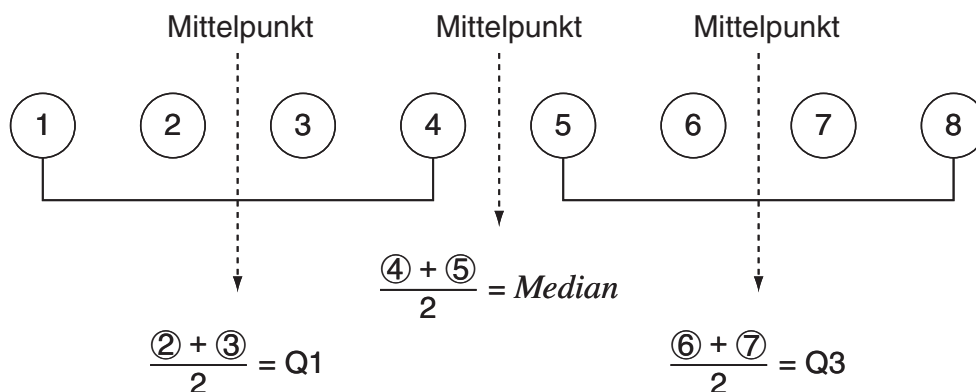 Mittelpunkt Mittelpunkt Mittelpunkt
1 2 3 4 5 6 7 8
(④ + ⑤)/2 = Median
(② + ③)/2 = Q1 (⑥ + ⑦)/2 = Q3